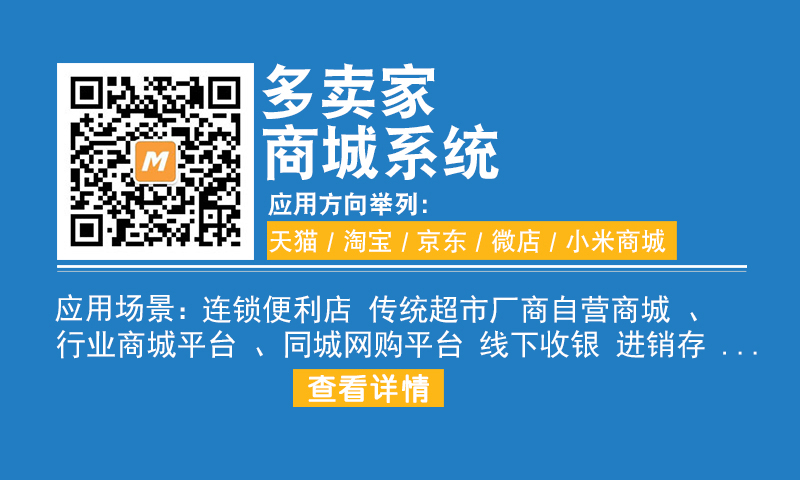 多卖家
商城系统
应用方向举列:
天猫 / 淘宝 / 京东 / 微店 / 小米商城
应用场景: 连锁便利店 传统超市厂商自营商城 、
行业商城平台 、同城网购平台 线下收银 进销存 ...
查看详情
M